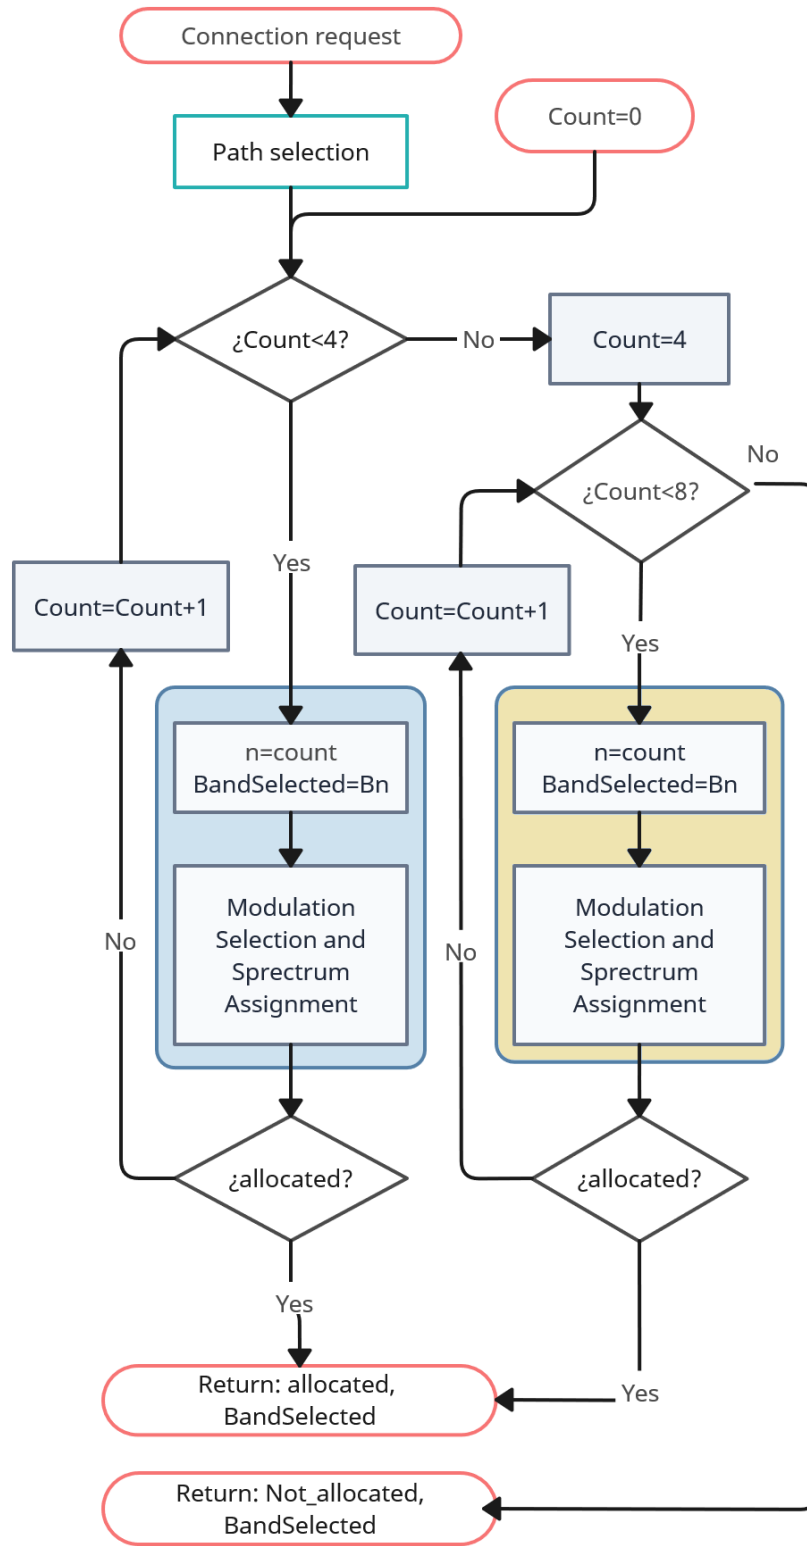 Connection request
Count=0
Path selection
¿Count<4?
No
Count=4
No
¿Count<8?
Yes
Count=Count+1
Count=Count+1
Yes
n=count
BandSelected=Bn
n=count
BandSelected=Bn
Modulation
Selection and
Sprectrum
Assignment
Modulation
Selection and
Sprectrum
Assignment
No
No
¿allocated?
¿allocated?
Yes
Return: allocated,
BandSelected
Yes
Return: Not_allocated,
BandSelected